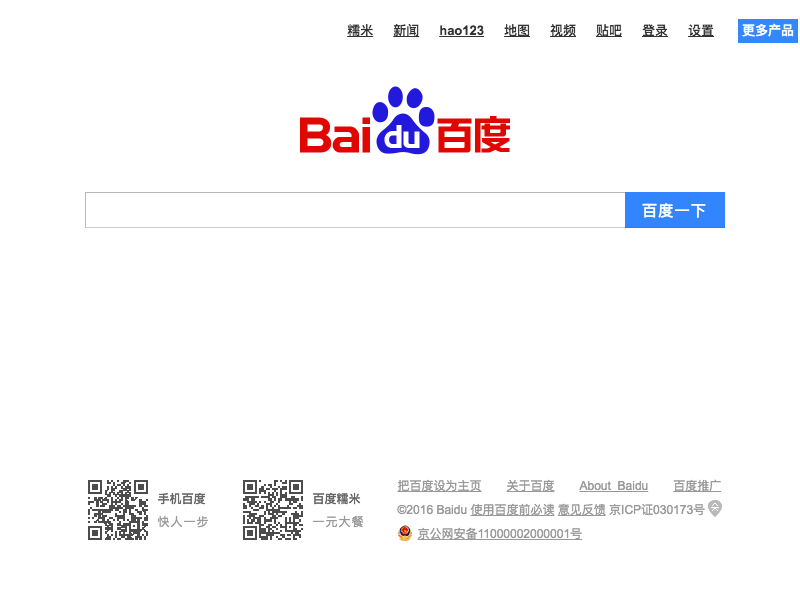 糯米 新闻 hao123 地图 视频 贴吧 登录 设置 更多产品
Baidu百度
百度一下
手机百度
快人一步
百度糯米
一元大餐
把百度设为主页 关于百度 About Baidu 百度推广
©2016 Baidu 使用百度前必读 意见反馈 京ICP证030173号
京公网安备11000002000001号